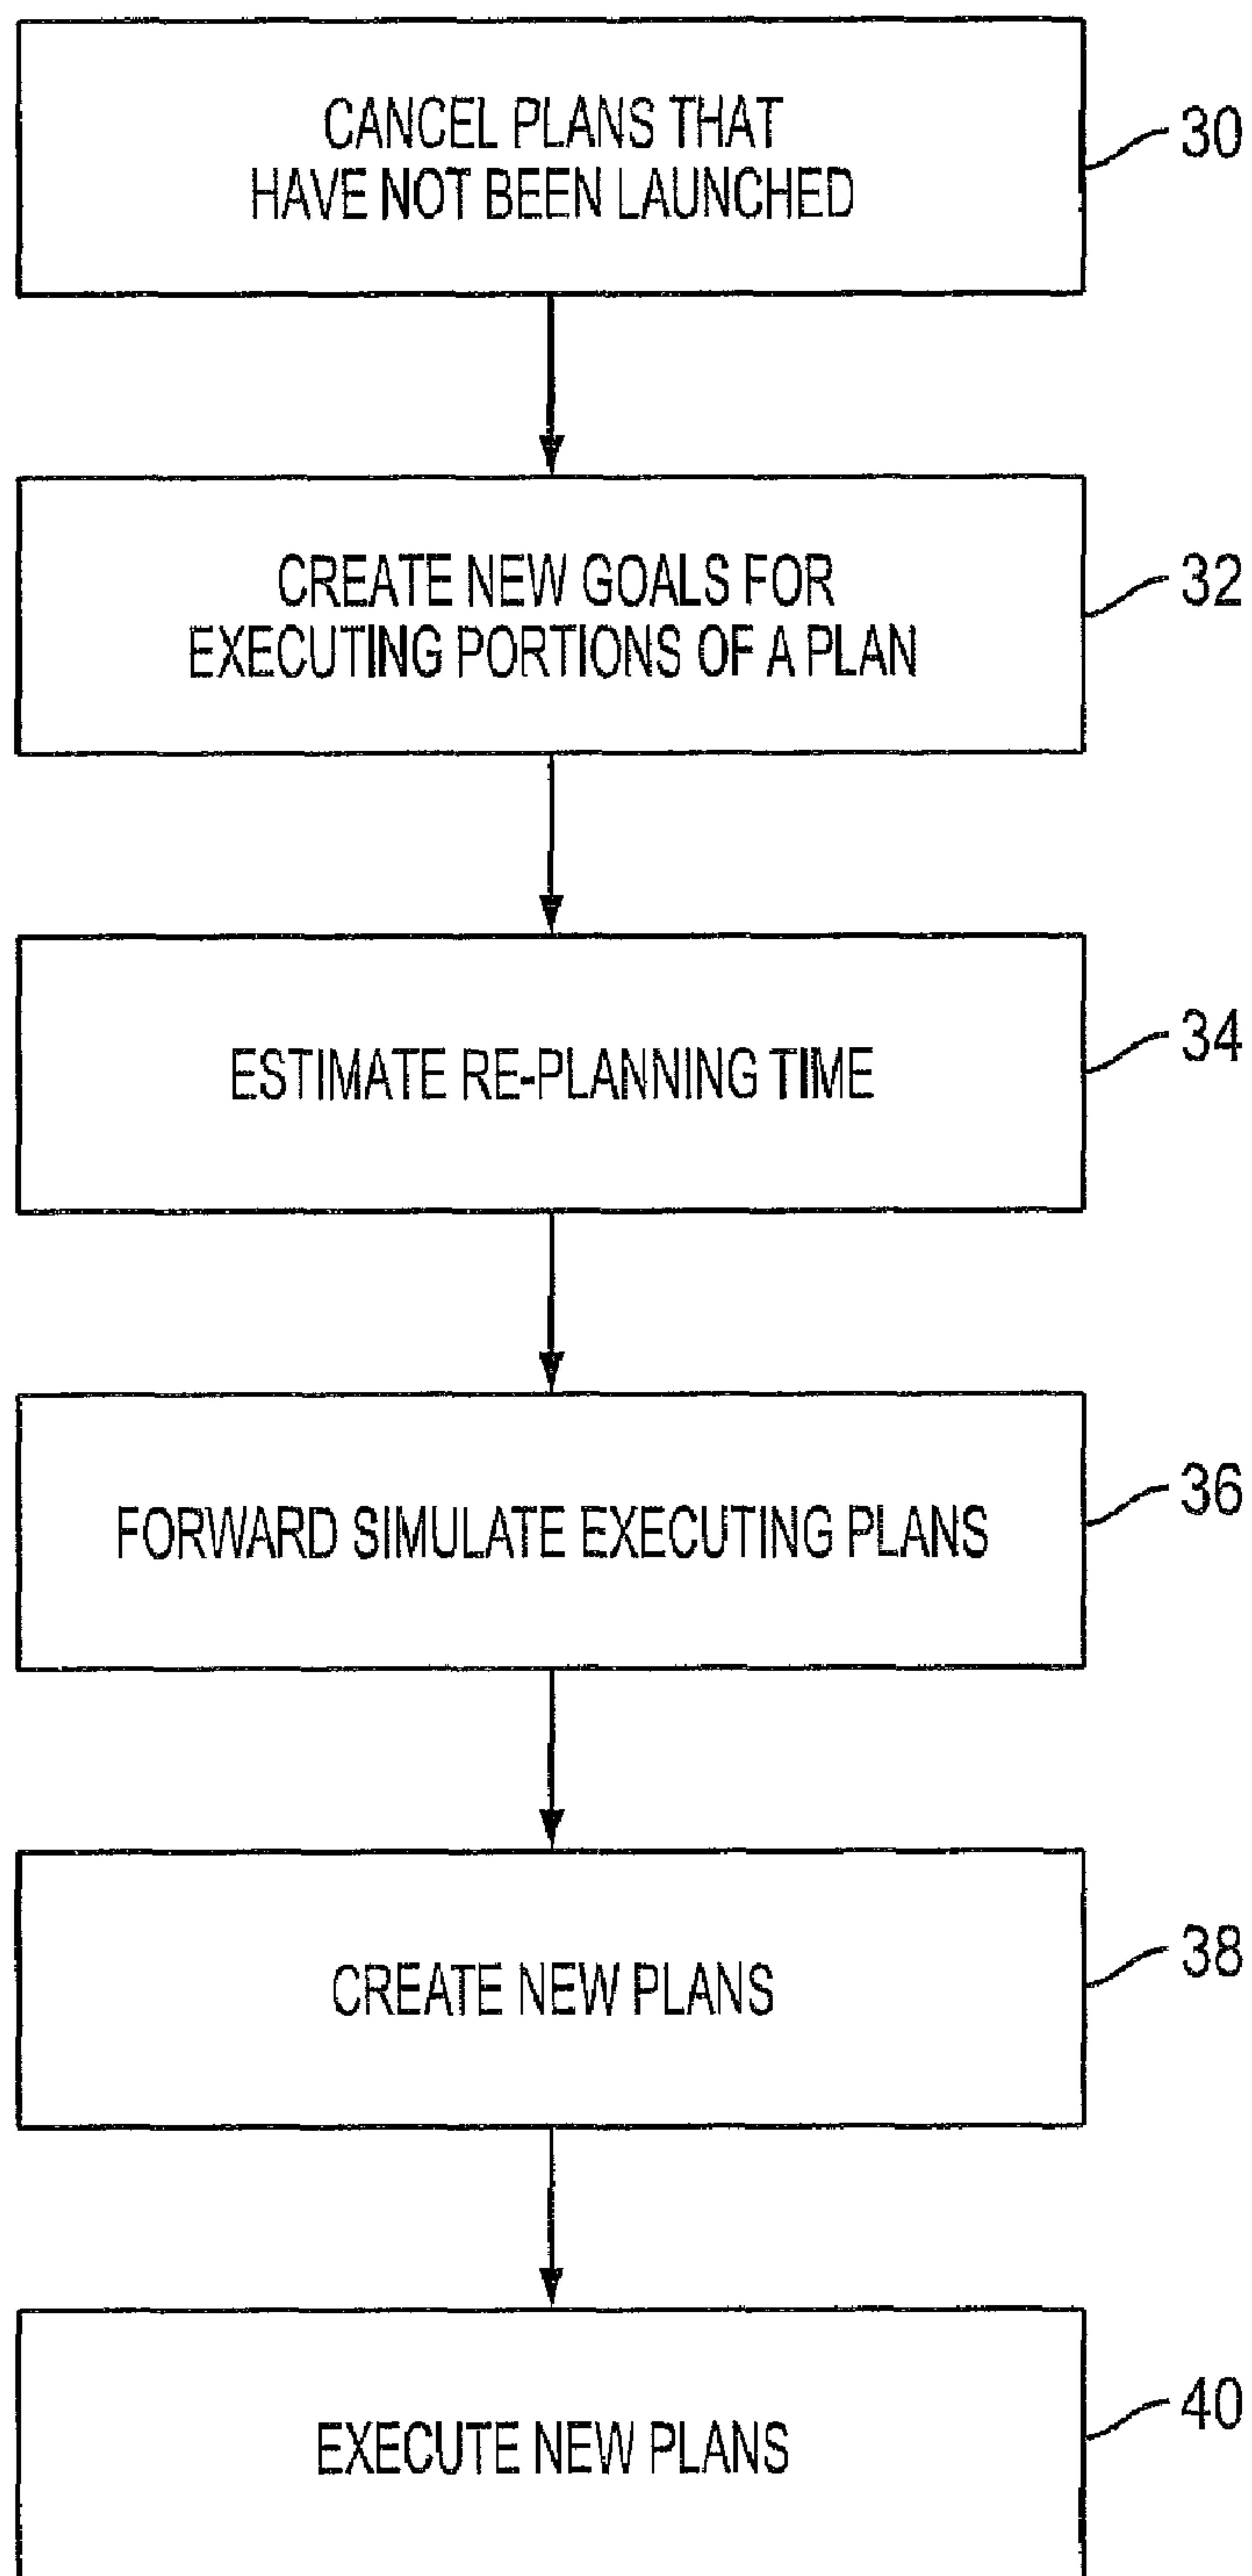 CANCEL PLANS THAT
HAVE NOT BEEN LAUNCHED
30
CREATE NEW GOALS FOR
EXECUTING PORTIONS OF A PLAN
32
ESTIMATE RE-PLANNING TIME
34
FORWARD SIMULATE EXECUTING PLANS
36
CREATE NEW PLANS
38
EXECUTE NEW PLANS
40